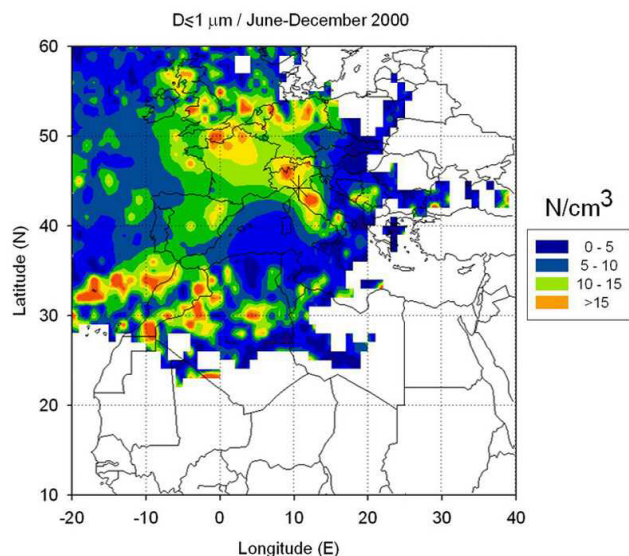 D≤1 μm / June-December 2000
60
50
40
30
20
10
Latitude (N)
-20 -10 0 10 20 30 40
Longitude (E)
N/cm³
0 - 5
5 - 10
10 - 15
>15